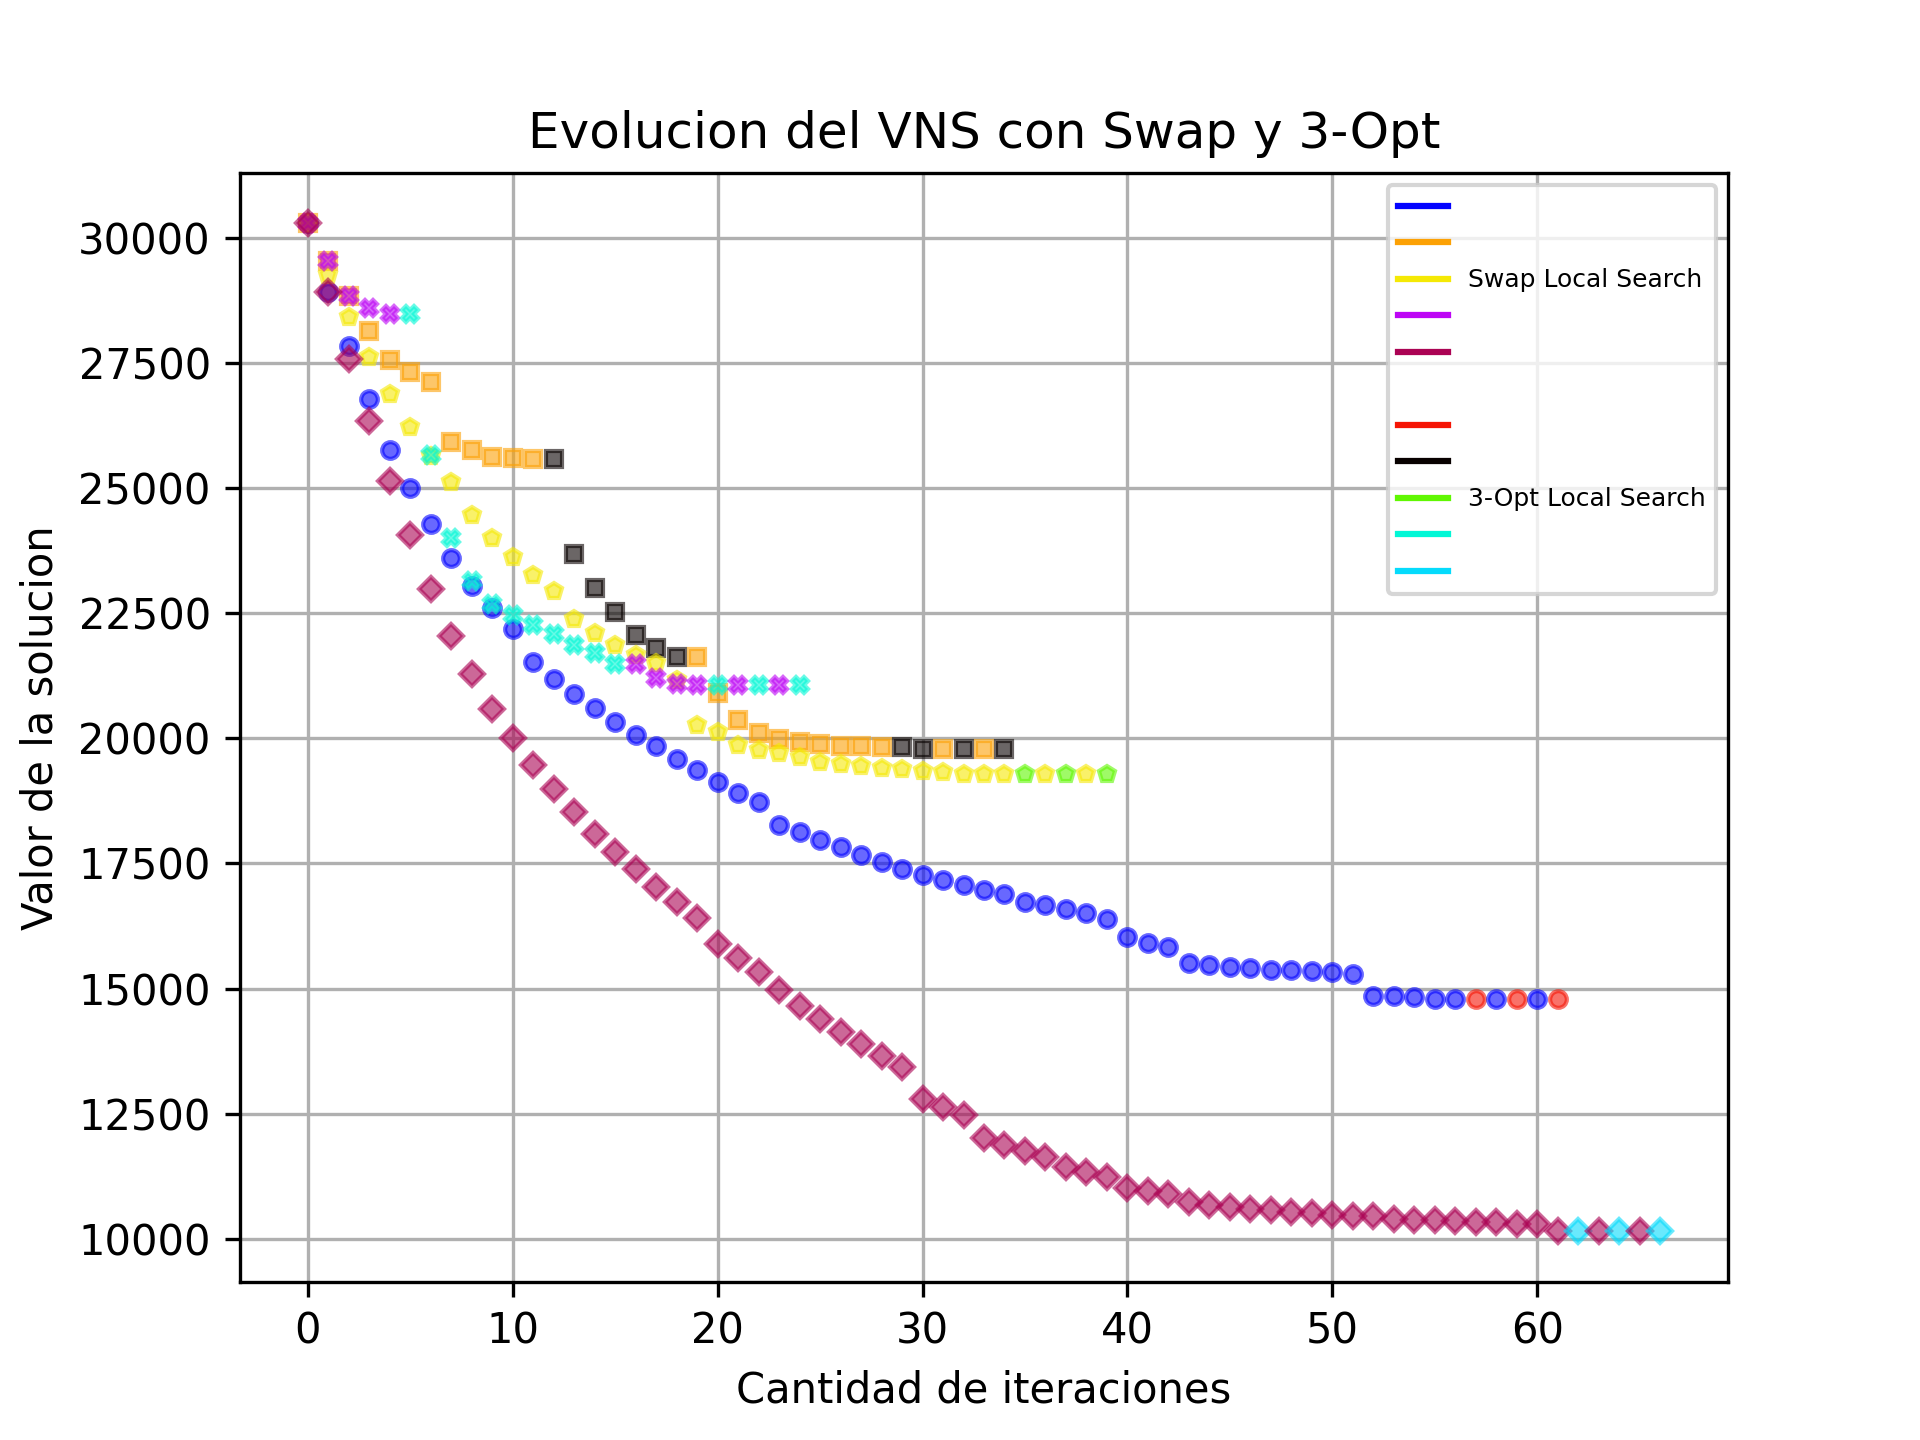 Evolucion del VNS con Swap y 3-Opt
Swap Local Search
3-Opt Local Search
Valor de la solucion
30000
27500
25000
22500
20000
17500
15000
12500
10000
0 10 20 30 40 50 60
Cantidad de iteraciones